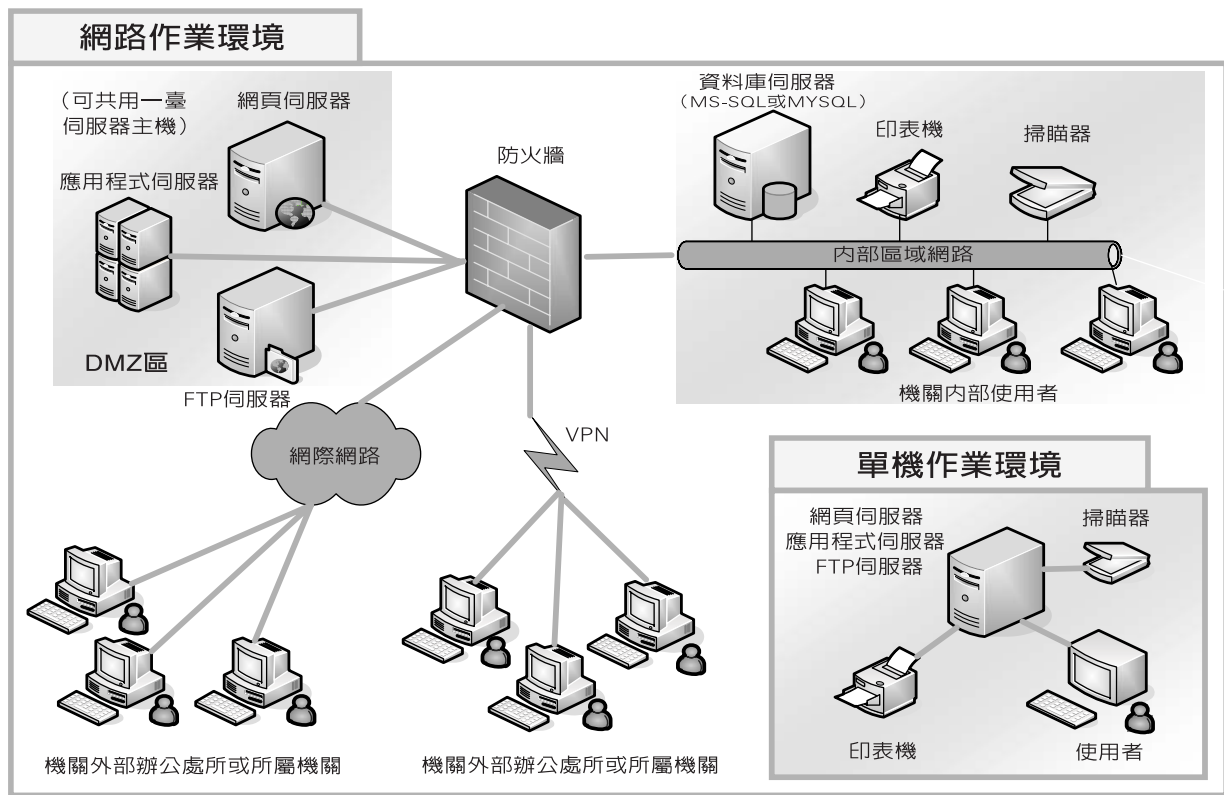 網路作業環境
（可共用一臺
伺服器主機）
網頁伺服器
應用程式伺服器
DMZ區
FTP伺服器
防火牆
資料庫伺服器
（MS-SQL或MYSQL）
印表機
掃瞄器
內部區域網路
機關內部使用者
網際網路
VPN
機關外部辦公處所或所屬機關
機關外部辦公處所或所屬機關
單機作業環境
網頁伺服器
應用程式伺服器
FTP伺服器
掃瞄器
印表機
使用者